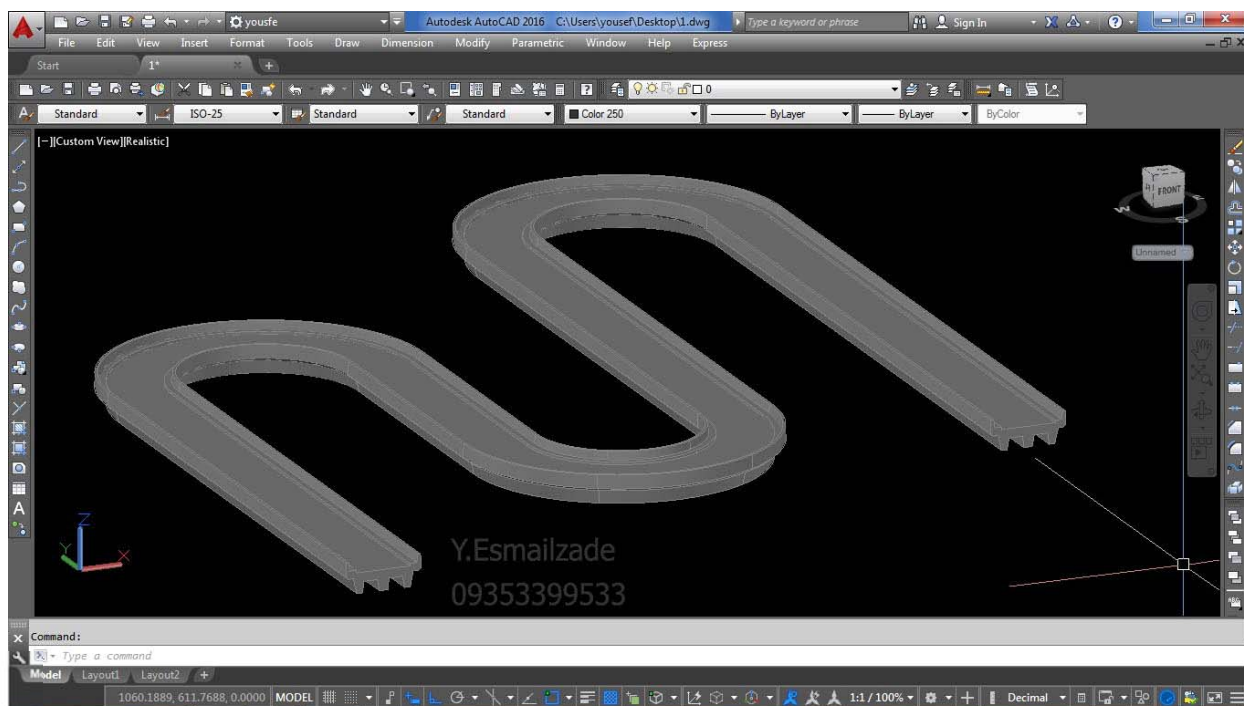 yousfe
Autodesk AutoCAD 2016 C:\Users\yousef\Desktop\1.dwg
Type a keyword or phrase
Sign In
File Edit View Insert Format Tools Draw Dimension Modify Parametric Window Help Express
Start 1*
0
Standard ISO-25 Standard Standard Color 250 ByLayer ByLayer ByColor
[−][Custom View][Realistic]
FRONT
W S
Unnamed
Z
Y X
Y.Esmailzade
09353399533
Command:
Type a command
Model Layout1 Layout2
1060.1889, 611.7688, 0.0000 MODEL 1:1 / 100% Decimal